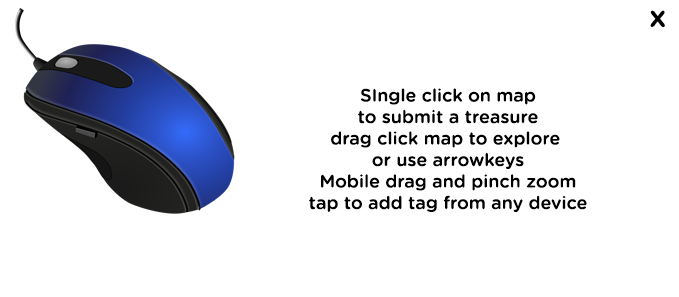 X
SIngle click on map
to submit a treasure
drag click map to explore
or use arrowkeys
Mobile drag and pinch zoom
tap to add tag from any device